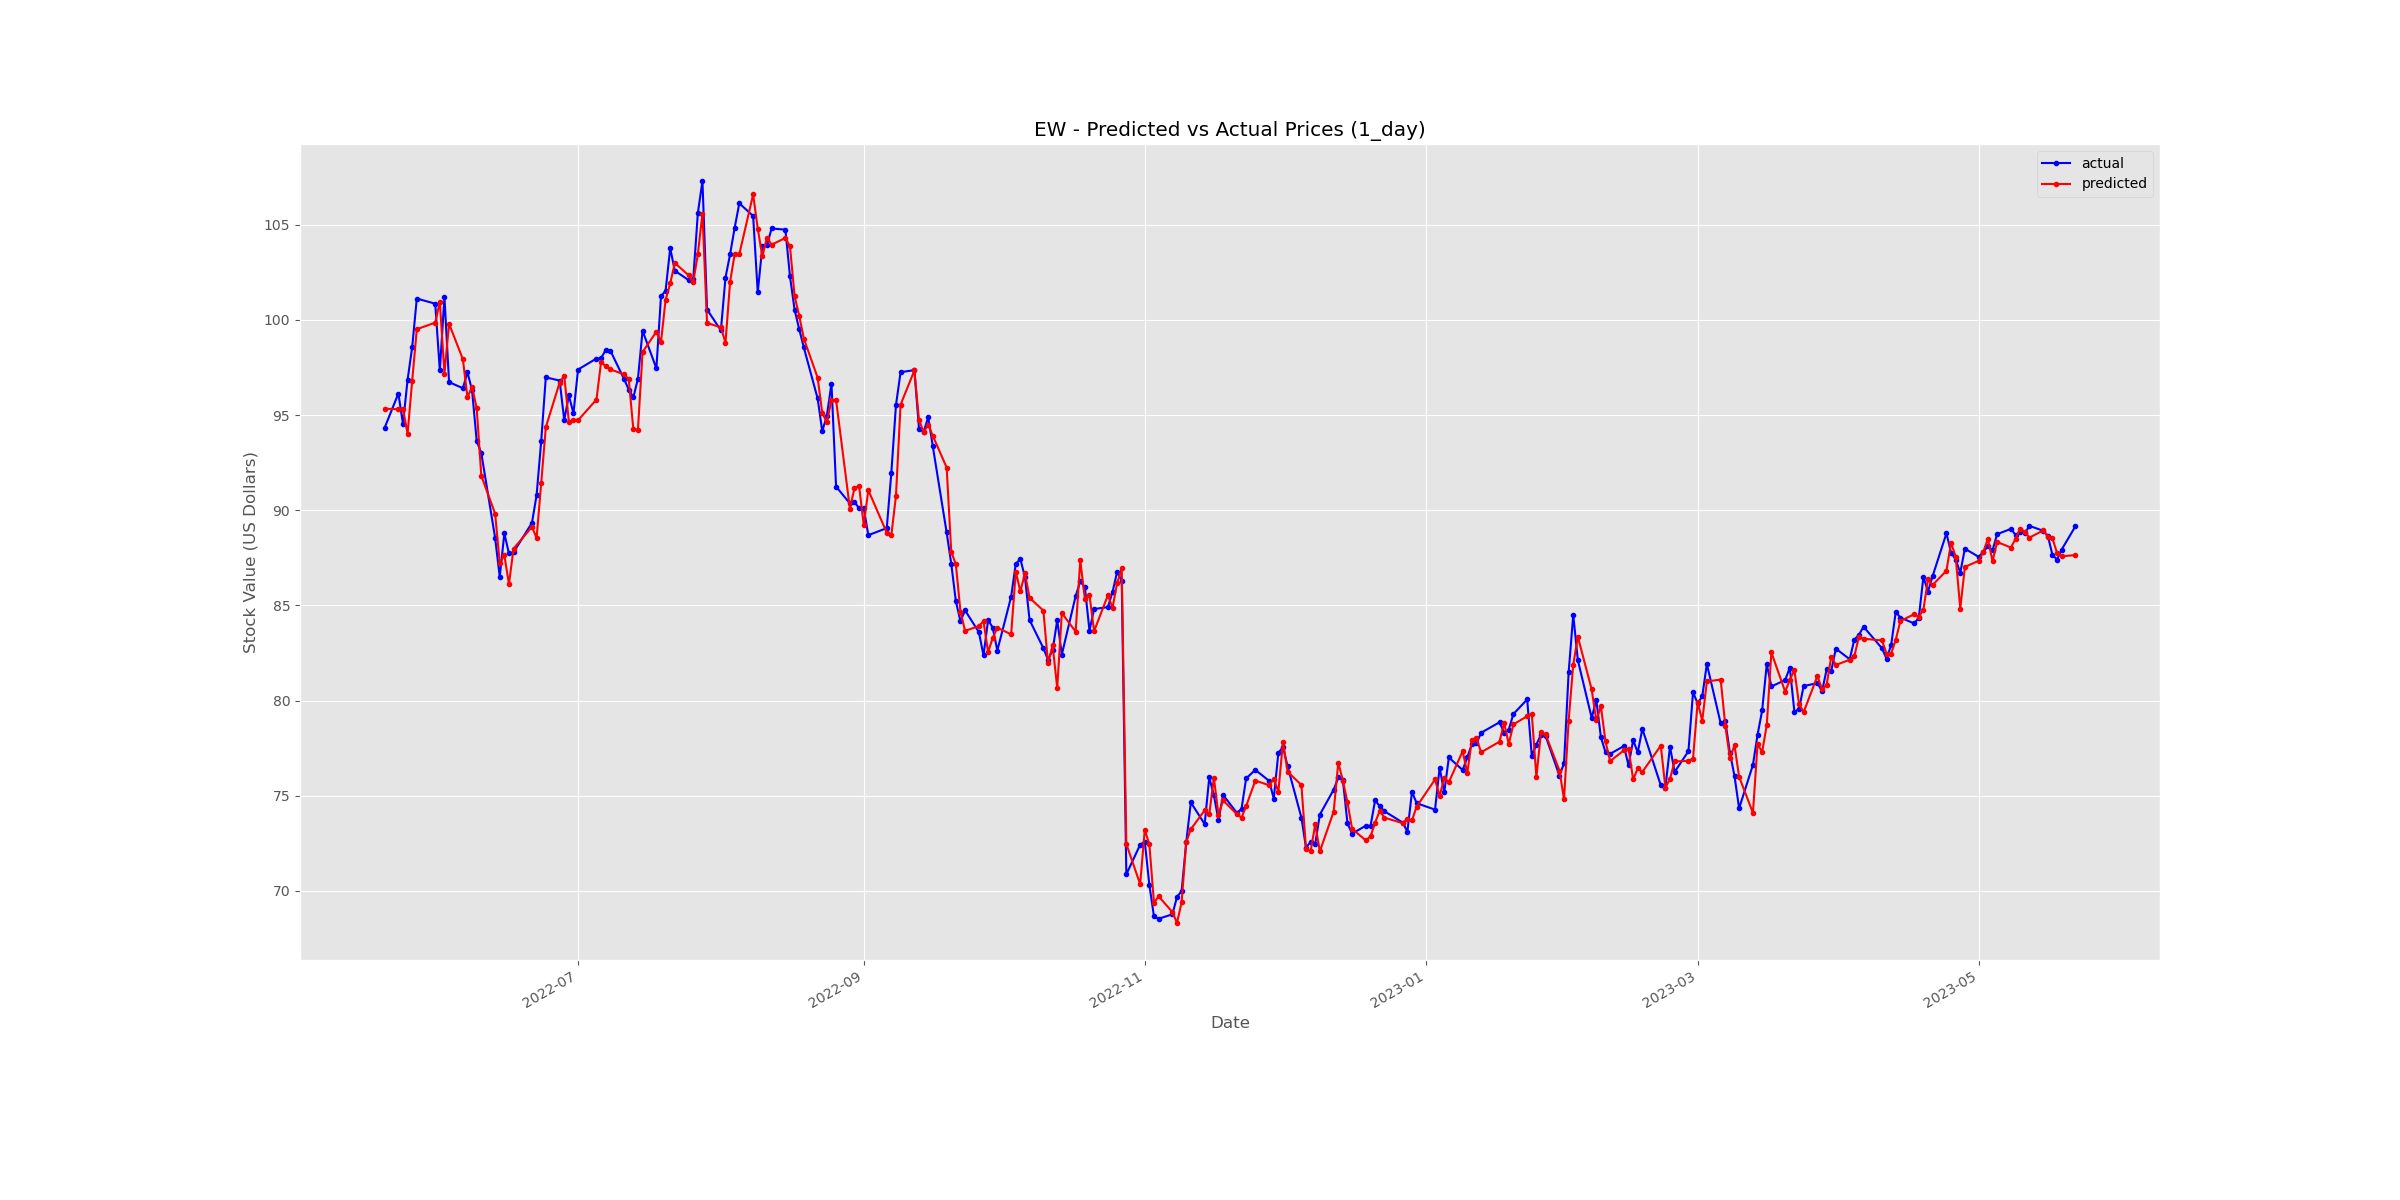 EW - Predicted vs Actual Prices (1_day)
actual
predicted
Stock Value (US Dollars)
105
100
95
90
85
80
75
70
2022-07
2022-09
2022-11
2023-01
2023-03
2023-05
Date